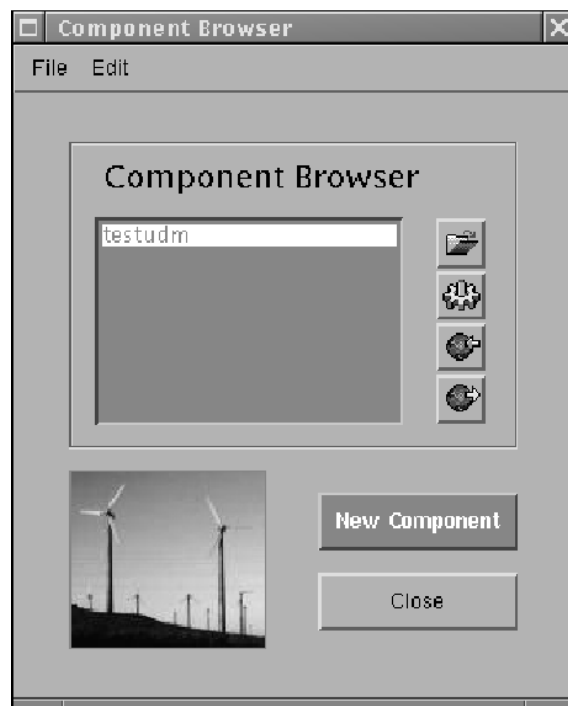 Component Browser
File Edit
Component Browser
testudm
New Component
Close